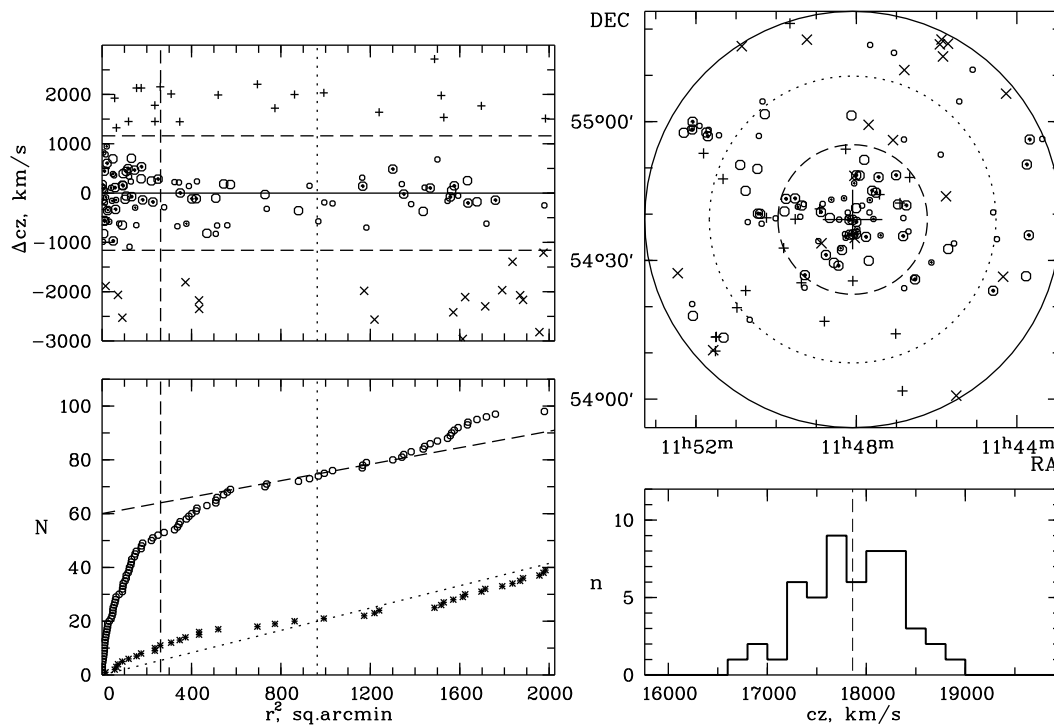 Δcz, km/s
2000
1000
0
−1000
−2000
−3000
DEC
55°00'
54°30'
54°00'
11ʰ52ᵐ
11ʰ48ᵐ
11ʰ44ᵐ
RA
N
100
80
60
40
20
0
0
400
800
1200
1600
2000
r², sq.arcmin
n
10
5
0
16000
17000
18000
19000
cz, km/s